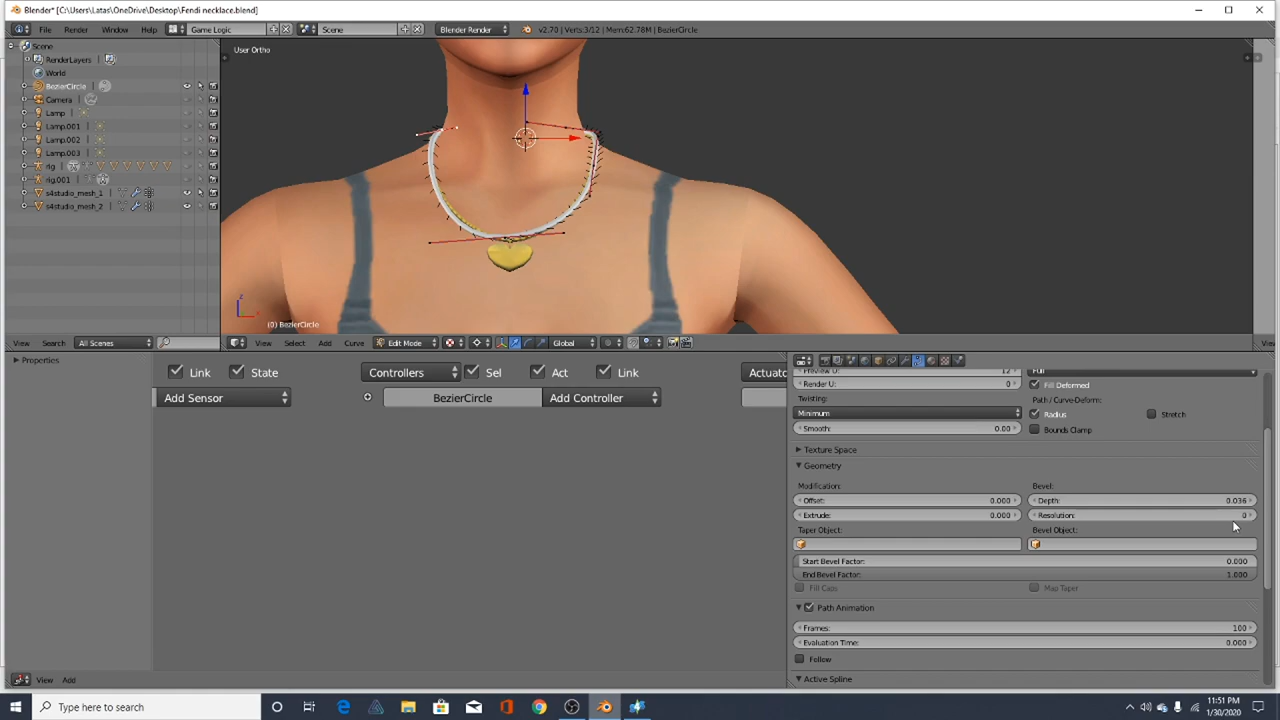 Blender* [C:\Users\Latas\OneDrive\Desktop\Fendi necklace.blend]
File Render Window Help Game Logic Scene Blender Render v2.70 | Verts:3/12 | Mem:62.78M | BezierCircle
Scene
RenderLayers
World
BezierCircle
Camera
Lamp
Lamp.001
Lamp.002
Lamp.003
rig
rig.001
s4studio_mesh_1
s4studio_mesh_2
User Ortho
(0) BezierCircle
View Search All Scenes
View Select Add Curve Edit Mode Global
Properties
Link State Controllers Sel Act Link
Add Sensor BezierCircle Add Controller
Render U: 0
Twisting:
Minimum
Smooth: 0.00
Fill Deformed
Path / Curve-Deform:
Radius Stretch
Bounds Clamp
Texture Space
Geometry
Modification: Bevel:
Offset: 0.000 Depth: 0.036
Extrude: 0.000 Resolution: 0
Taper Object: Bevel Object:
Start Bevel Factor: 0.000
End Bevel Factor: 1.000
Fill Caps Map Taper
Path Animation
Frames: 100
Evaluation Time: 0.000
Follow
Active Spline
View Add
Type here to search
11:51 PM
1/30/2020